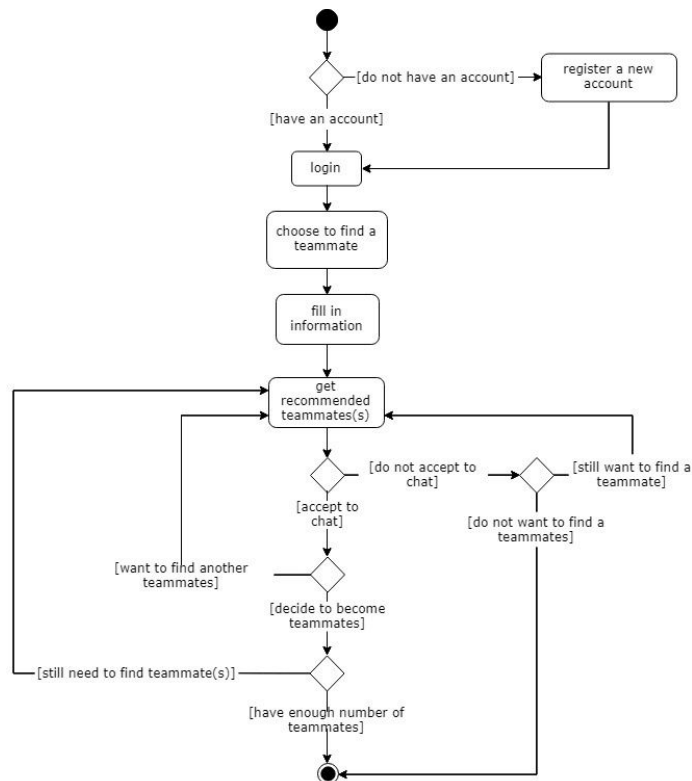 [do not have an account]
register a new
account
[have an account]
login
choose to find a
teammate
fill in
information
get
recommended
teammates(s)
[do not accept to
chat]
[still want to find a
teammate]
[accept to
chat]
[do not want to find a
teammates]
[want to find another
teammates]
[decide to become
teammates]
[still need to find teammate(s)]
[have enough number of
teammates]